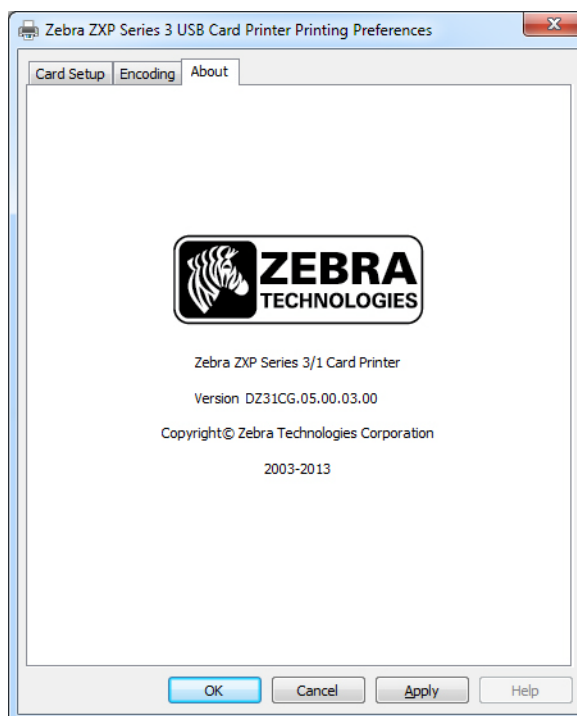 Zebra ZXP Series 3 USB Card Printer Printing Preferences
Card Setup Encoding About
ZEBRA
TECHNOLOGIES
Zebra ZXP Series 3/1 Card Printer
Version DZ31CG.05.00.03.00
Copyright© Zebra Technologies Corporation
2003-2013
OK Cancel Apply Help